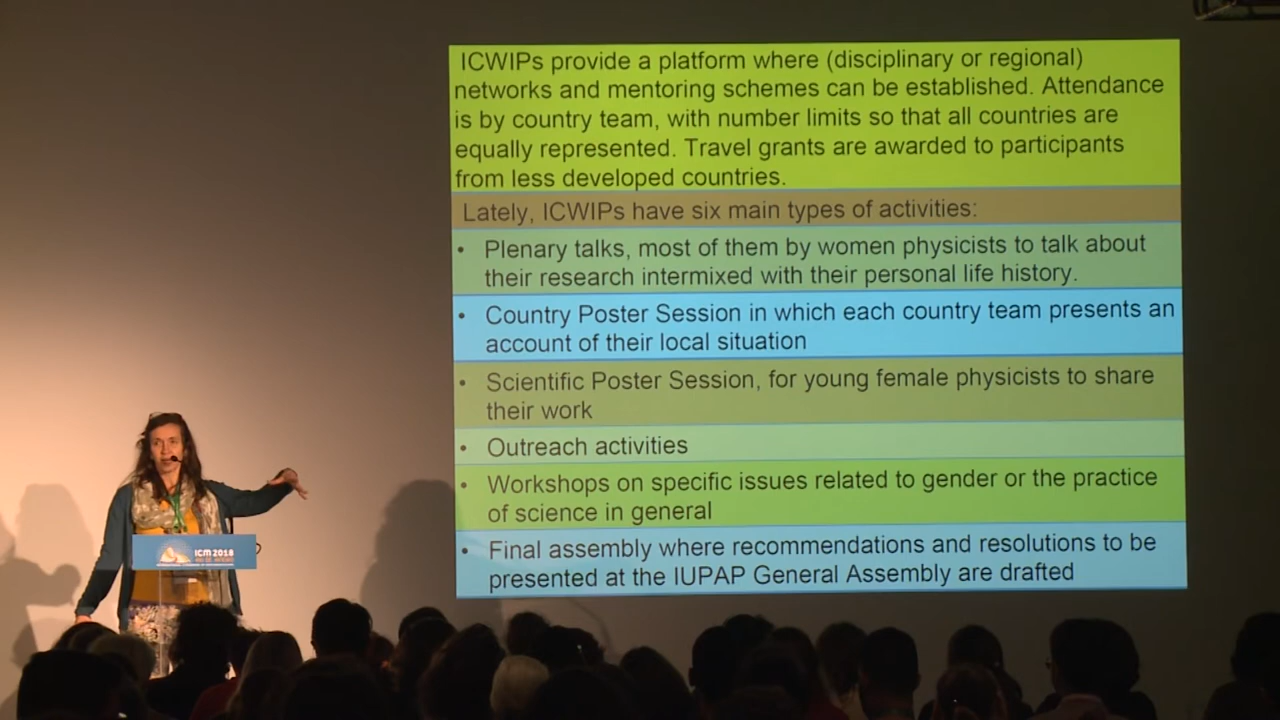 ICWIPs provide a platform where (disciplinary or regional)
networks and mentoring schemes can be established. Attendance
is by country team, with number limits so that all countries are
equally represented. Travel grants are awarded to participants
from less developed countries.
Lately, ICWIPs have six main types of activities:
• Plenary talks, most of them by women physicists to talk about
their research intermixed with their personal life history.
• Country Poster Session in which each country team presents an
account of their local situation
• Scientific Poster Session, for young female physicists to share
their work
• Outreach activities
• Workshops on specific issues related to gender or the practice
of science in general
• Final assembly where recommendations and resolutions to be
presented at the IUPAP General Assembly are drafted
ICM 2018